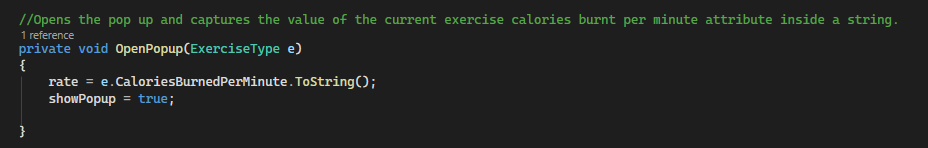 //Opens the pop up and captures the value of the current exercise calories burnt per minute attribute inside a string.
1 reference
private void OpenPopup(ExerciseType e)
{
    rate = e.CaloriesBurnedPerMinute.ToString();
    showPopup = true;
}